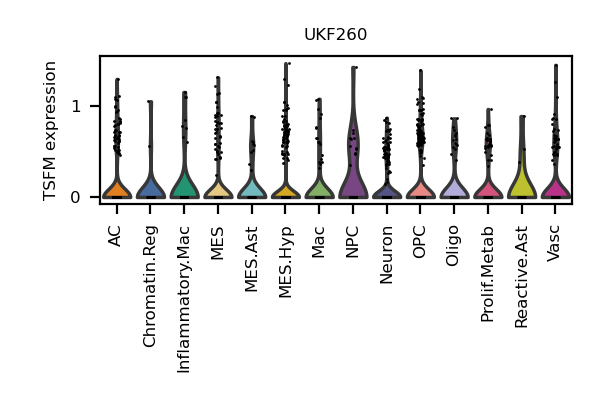 UKF260
TSFM expression
1
0
AC
Chromatin.Reg
Inflammatory.Mac
MES
MES.Ast
MES.Hyp
Mac
NPC
Neuron
OPC
Oligo
Prolif.Metab
Reactive.Ast
Vasc